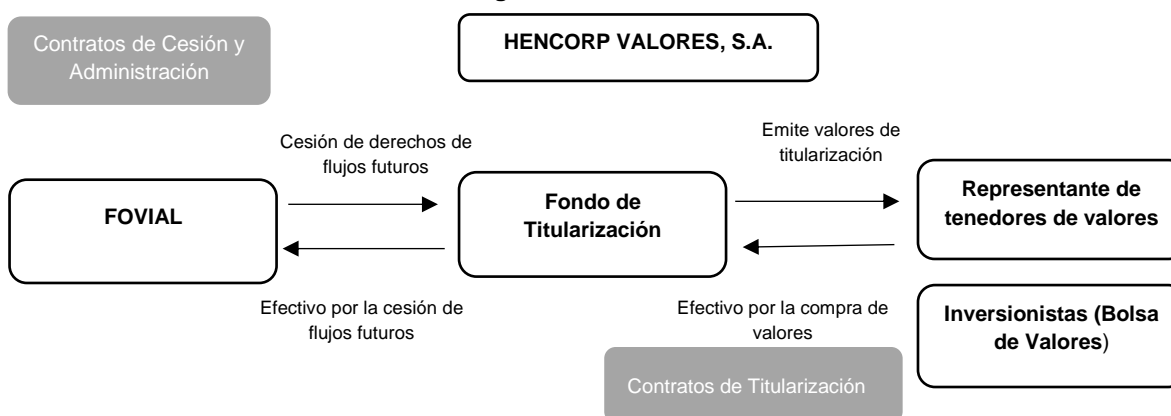 Contratos de Cesión y
Administración
HENCORP VALORES, S.A.
Cesión de derechos de
flujos futuros
Emite valores de
titularización
FOVIAL
Fondo de
Titularización
Representante de
tenedores de valores
Efectivo por la cesión de
flujos futuros
Efectivo por la compra de
valores
Inversionistas (Bolsa
de Valores)
Contratos de Titularización